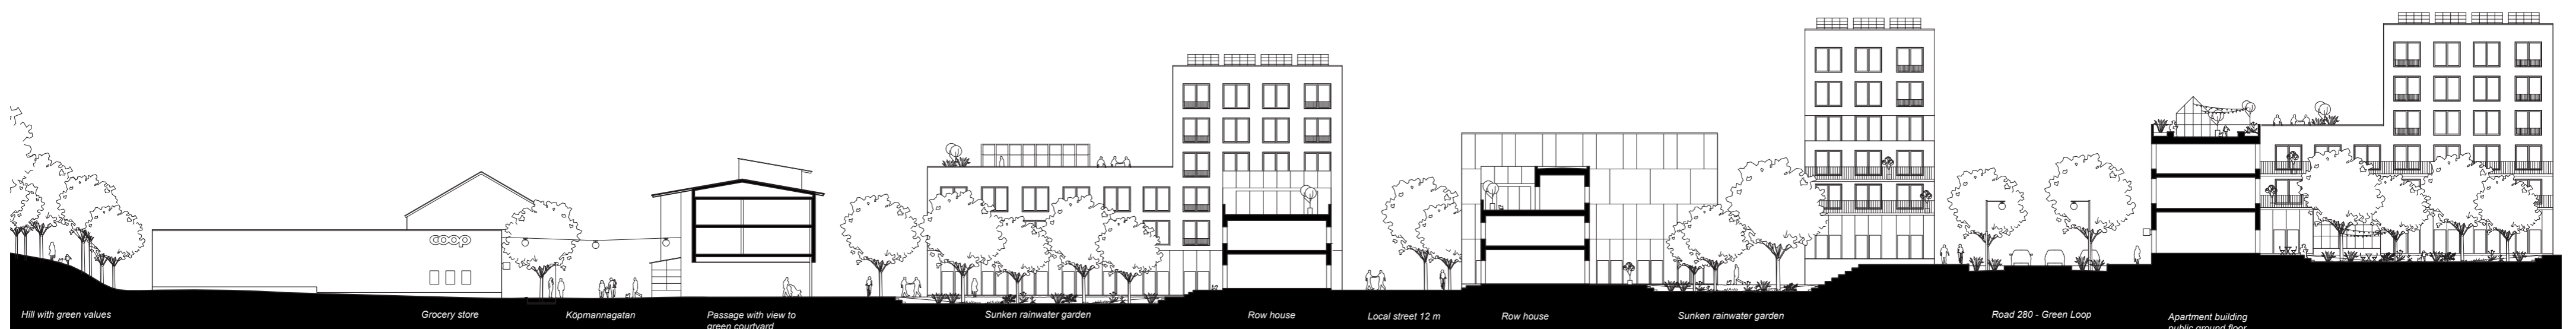 coop
Hill with green values
Grocery store
Köpmannagatan
Passage with view to
green courtyard
Sunken rainwater garden
Row house
Local street 12 m
Row house
Sunken rainwater garden
Road 280 - Green Loop
Apartment building
public ground floor